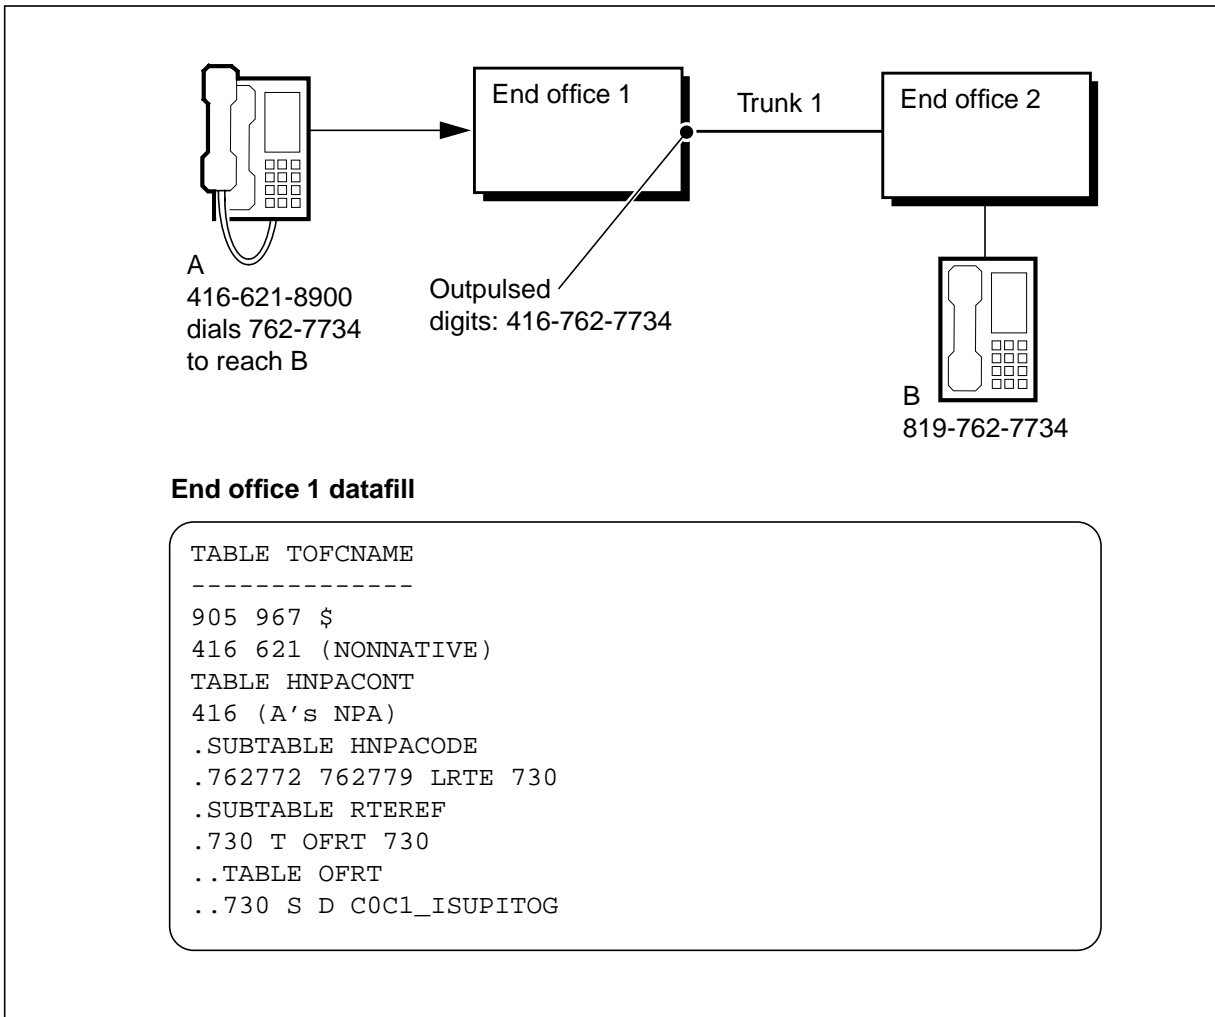 End office 1
Trunk 1
End office 2
A
416-621-8900
dials 762-7734
to reach B
Outpulsed
digits: 416-762-7734
B
819-762-7734
End office 1 datafill
TABLE TOFCNAME
--------------
905 967 $
416 621 (NONNATIVE)
TABLE HNPACONT
416 (A's NPA)
.SUBTABLE HNPACODE
.762772 762779 LRTE 730
.SUBTABLE RTEREF
.730 T OFRT 730
..TABLE OFRT
..730 S D C0C1_ISUPITOG